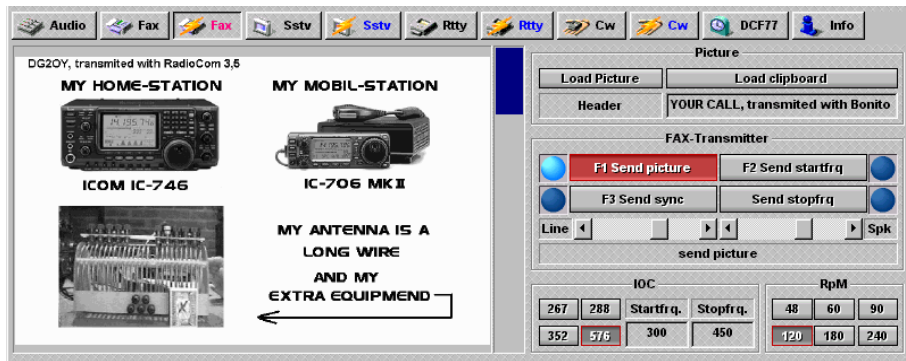 Audio Fax Fax Sstv Sstv Rtty Rtty Cw Cw DCF77 Info
DG2OY, transmited with RadioCom 3,5
MY HOME-STATION MY MOBIL-STATION
ICOM IC-746 IC-706 MKII
MY ANTENNA IS A
LONG WIRE
AND MY
EXTRA EQUIPMEND
Picture
Load Picture Load clipboard
Header YOUR CALL, transmited with Bonito
FAX-Transmitter
F1 Send picture F2 Send startfrq
F3 Send sync Send stopfrq
Line Spk
send picture
IOC
267 288 Startfrq. Stopfrq.
352 576 300 450
RpM
48 60 90
120 180 240